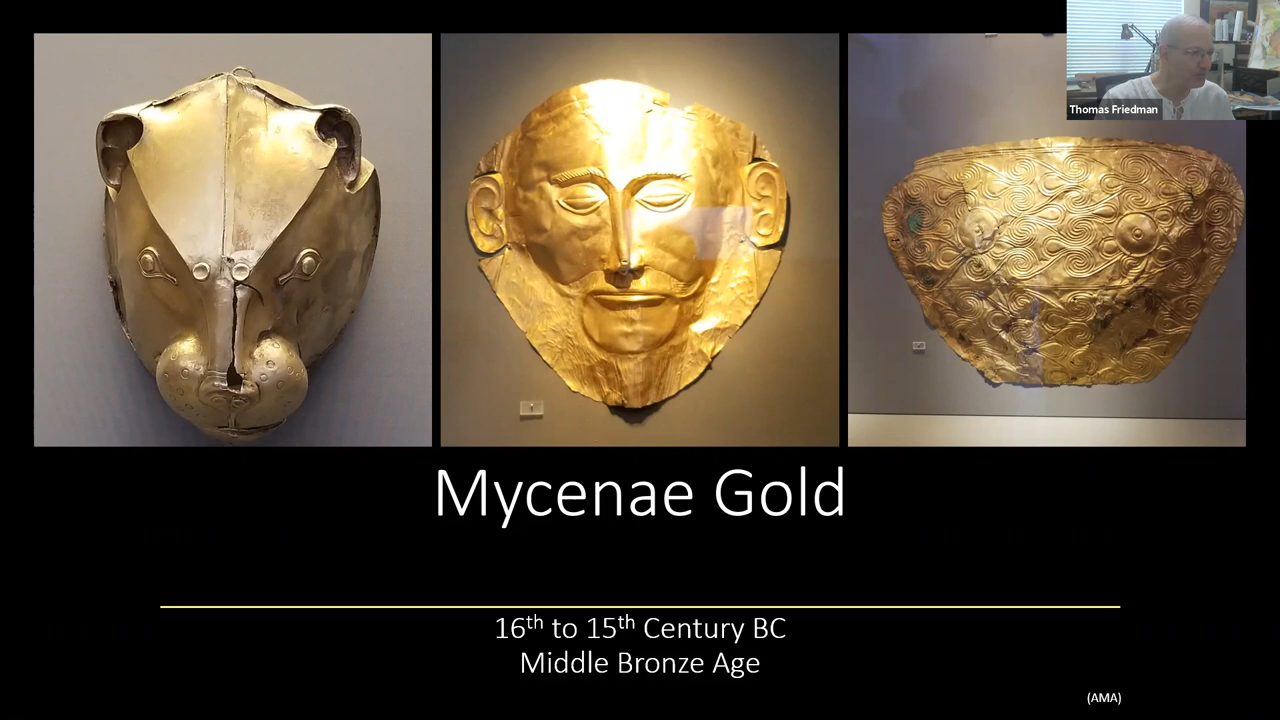 Thomas Friedman
Mycenae Gold
16th to 15th Century BC
Middle Bronze Age
(AMA)